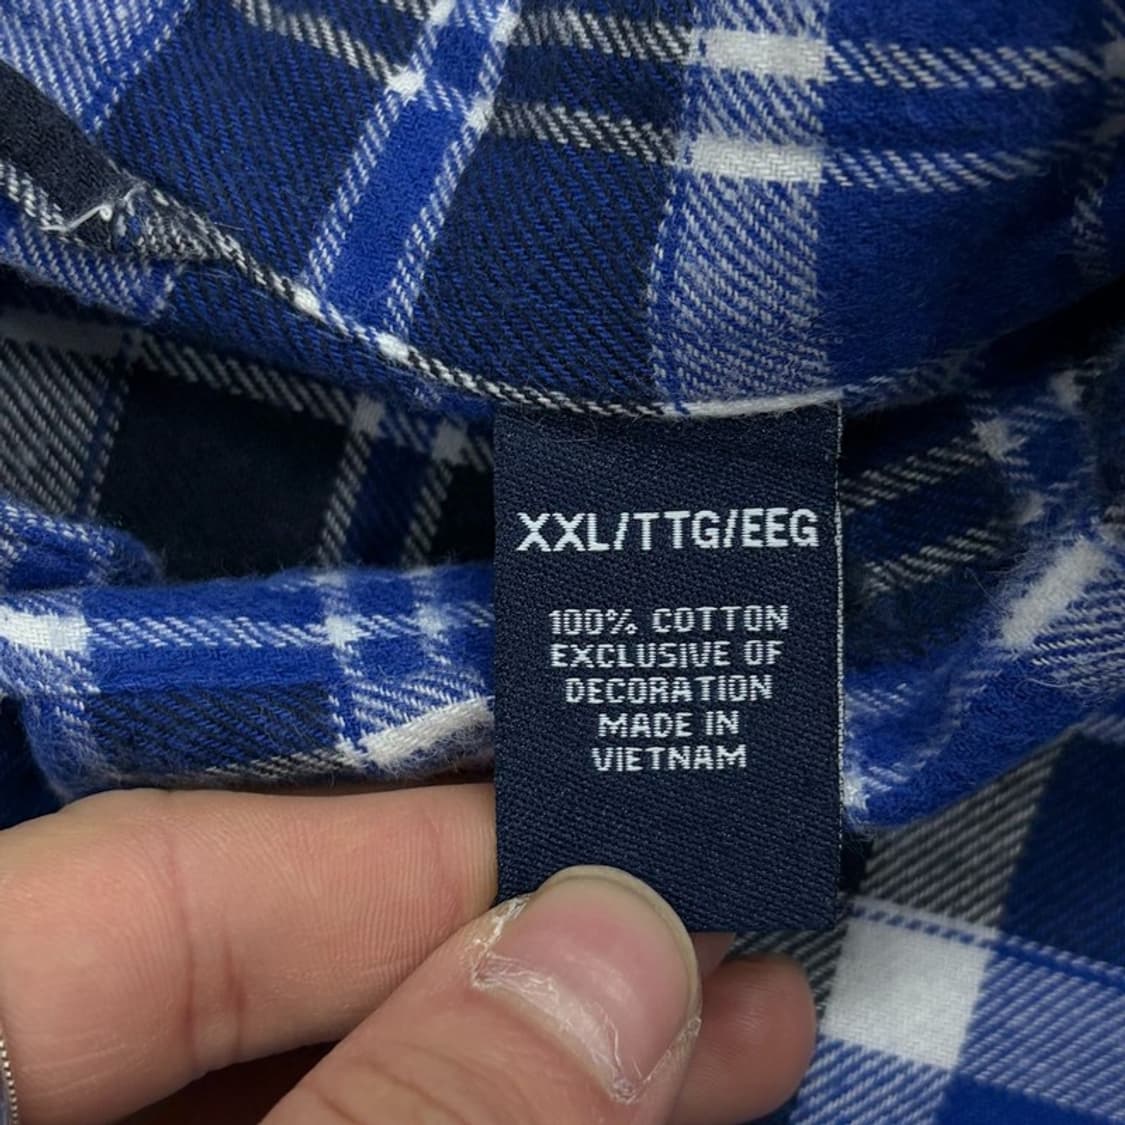 XXL/TTG/EEG
100% COTTON
EXCLUSIVE OF
DECORATION
MADE IN
VIETNAM